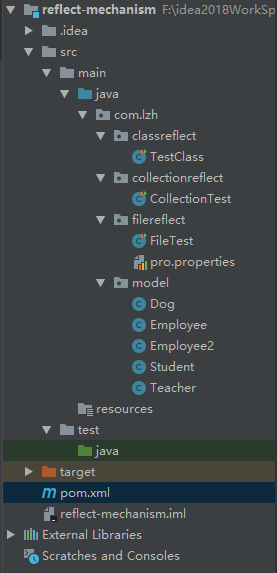 reflect-mechanism F:\idea2018WorkSp
.idea
src
main
java
com.lzh
classreflect
TestClass
collectionreflect
CollectionTest
filereflect
FileTest
pro.properties
model
Dog
Employee
Employee2
Student
Teacher
resources
test
java
target
pom.xml
reflect-mechanism.iml
External Libraries
Scratches and Consoles